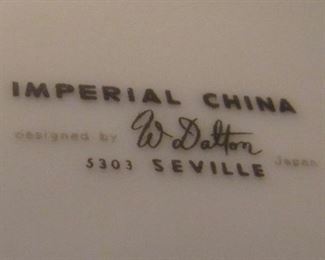 IMPERIAL CHINA
designed by W Dalton
5303 SEVILLE Japan